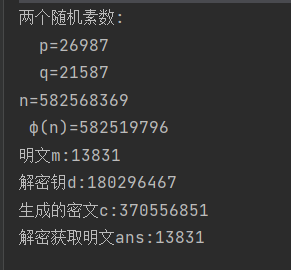 两个随机素数:
p=26987
q=21587
n=582568369
φ(n)=582519796
明文m:13831
解密钥d:180296467
生成的密文c:370556851
解密获取明文ans:13831